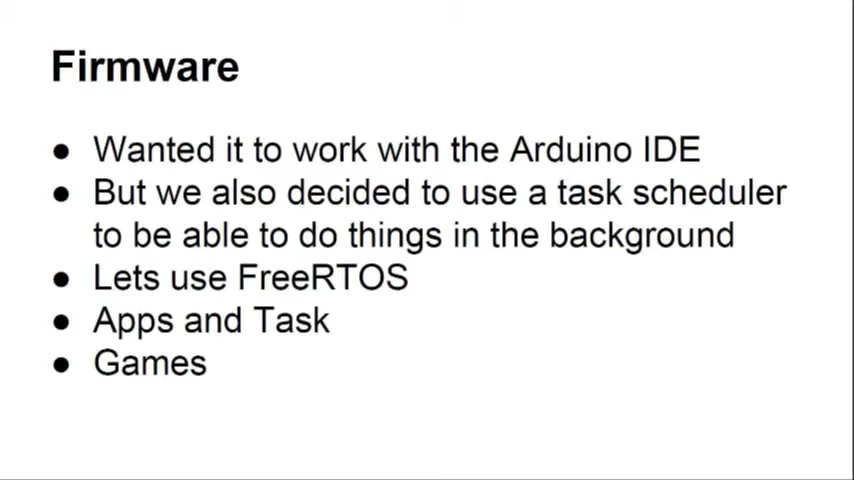 Firmware
● Wanted it to work with the Arduino IDE
● But we also decided to use a task scheduler
to be able to do things in the background
● Lets use FreeRTOS
● Apps and Task
● Games